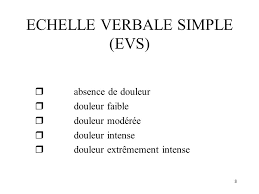 ECHELLE VERBALE SIMPLE
(EVS)
❒ absence de douleur
❒ douleur faible
❒ douleur modérée
❒ douleur intense
❒ douleur extrêmement intense
8